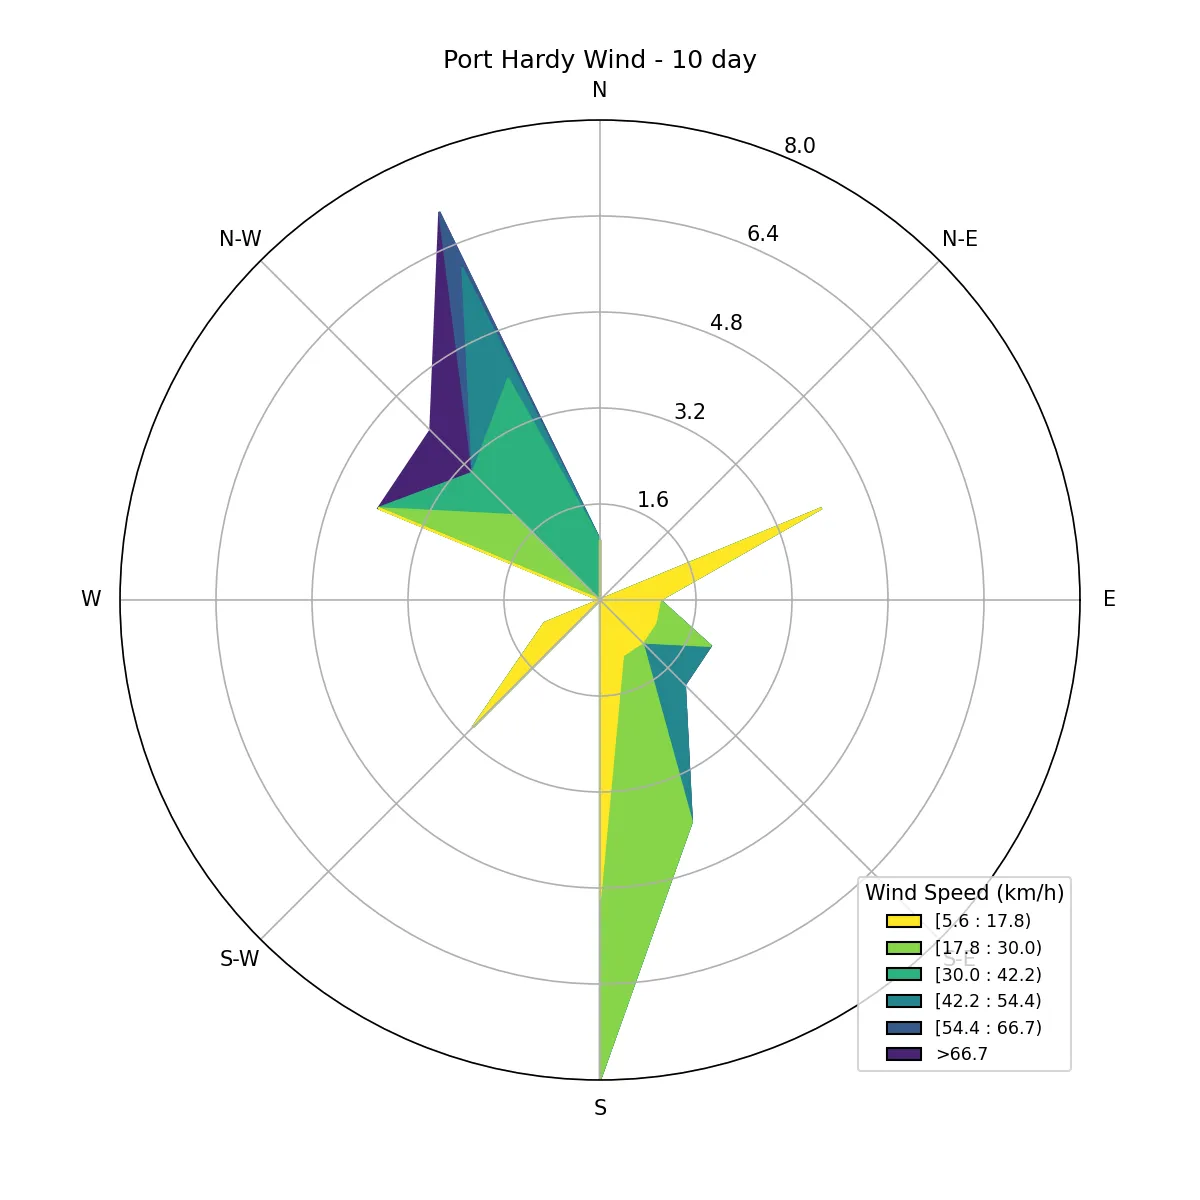 Port Hardy Wind - 10 day
N
8.0
N-W
6.4
N-E
4.8
3.2
1.6
W
E
Wind Speed (km/h)
[5.6 : 17.8)
[17.8 : 30.0)
[30.0 : 42.2)
[42.2 : 54.4)
[54.4 : 66.7)
>66.7
S-W
S-E
S